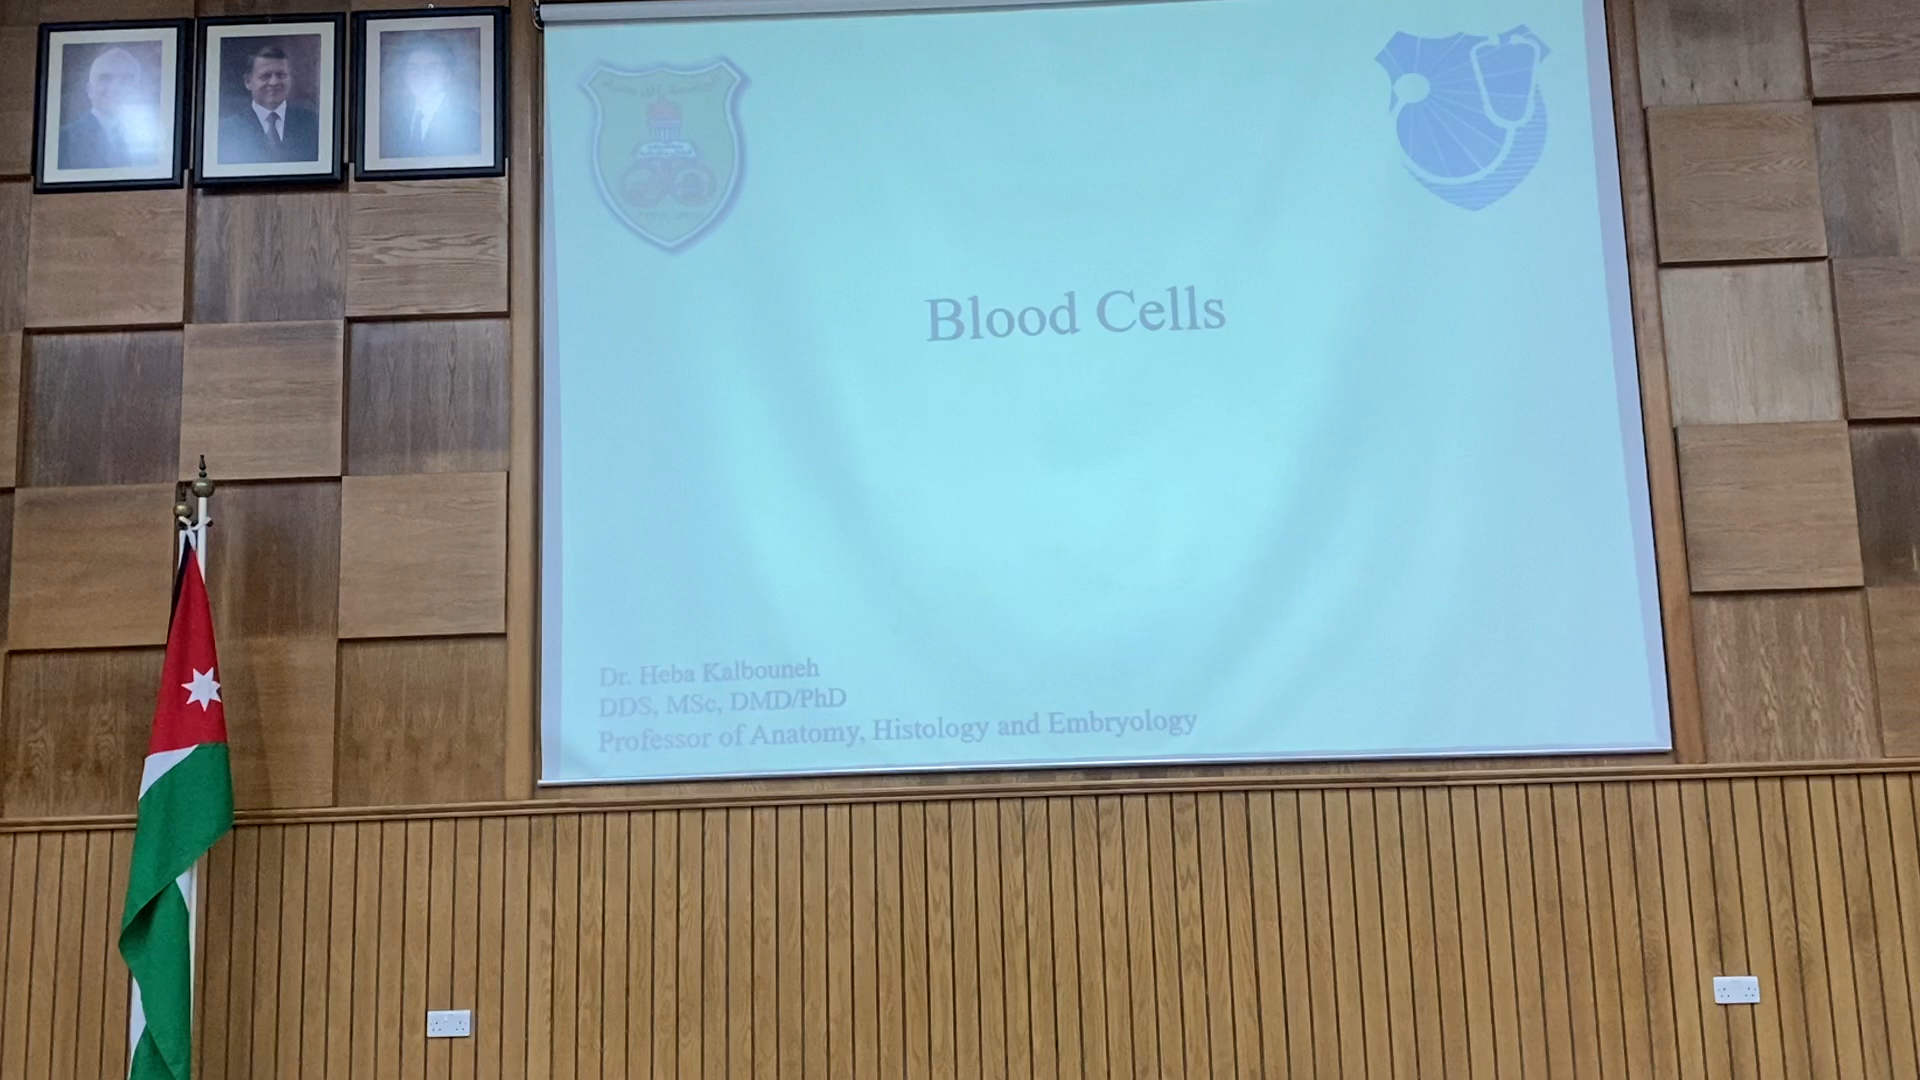 Blood Cells
Dr. Heba Kalbouneh
DDS, MSc, DMD/PhD
Professor of Anatomy, Histology and Embryology